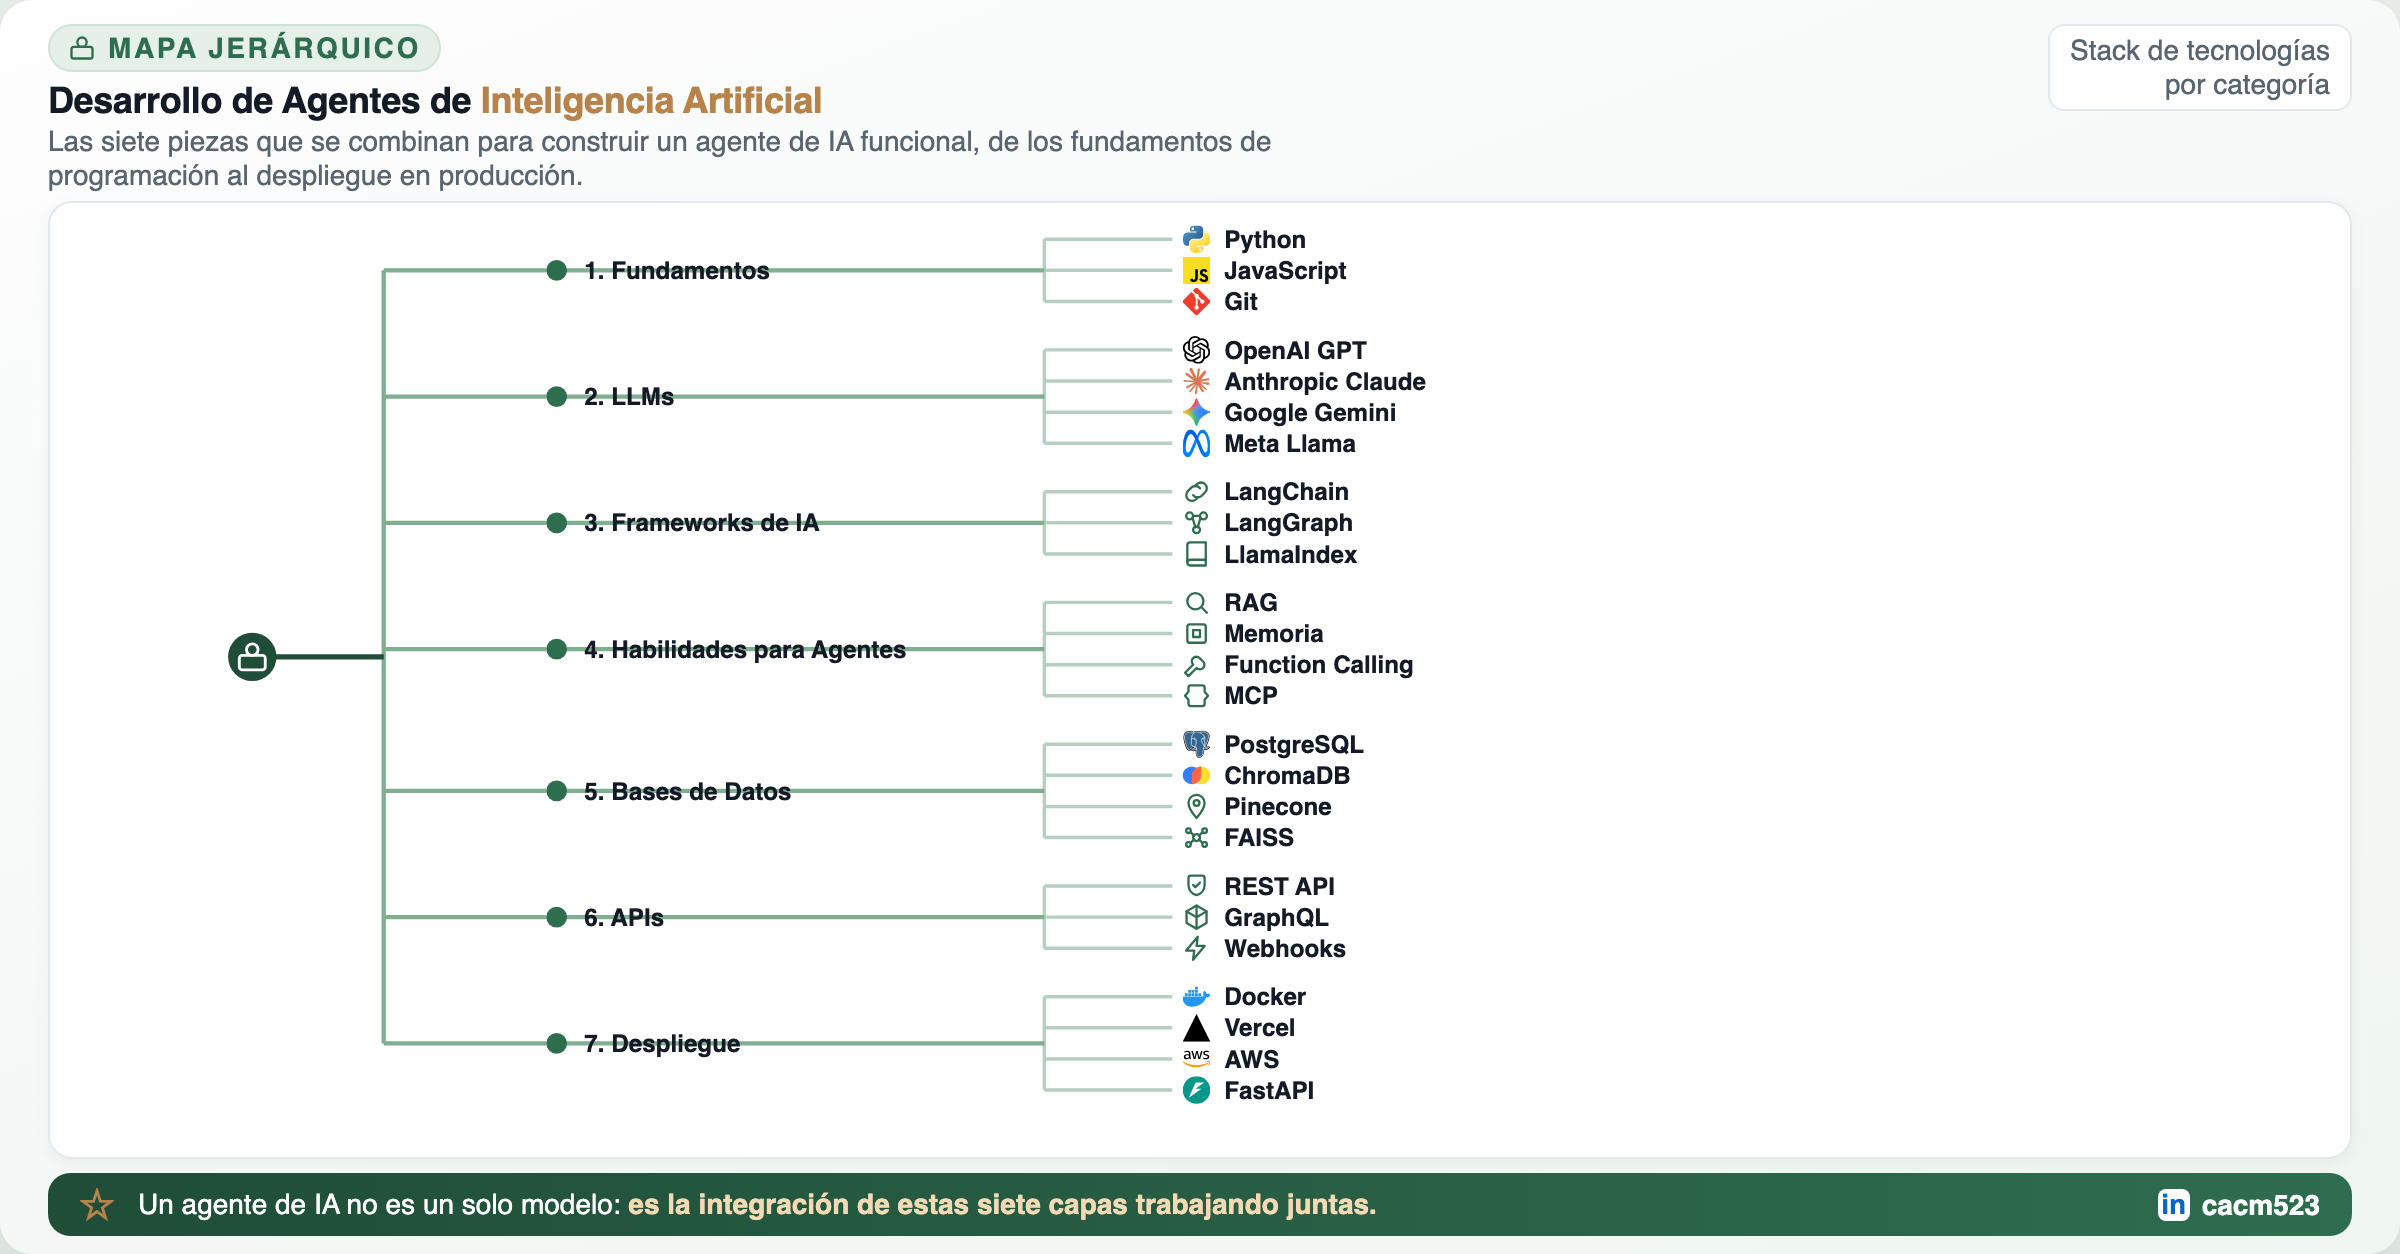 MAPA JERÁRQUICO
Stack de tecnologías
por categoría
Desarrollo de Agentes de Inteligencia Artificial
Las siete piezas que se combinan para construir un agente de IA funcional, de los fundamentos de
programación al despliegue en producción.
1. Fundamentos
Python
JS JavaScript
Git
2. LLMs
OpenAI GPT
Anthropic Claude
Google Gemini
Meta Llama
3. Frameworks de IA
LangChain
LangGraph
LlamaIndex
4. Habilidades para Agentes
RAG
Memoria
Function Calling
MCP
5. Bases de Datos
PostgreSQL
ChromaDB
Pinecone
FAISS
6. APIs
REST API
GraphQL
Webhooks
7. Despliegue
Docker
Vercel
aws AWS
FastAPI
Un agente de IA no es un solo modelo: es la integración de estas siete capas trabajando juntas.
in cacm523